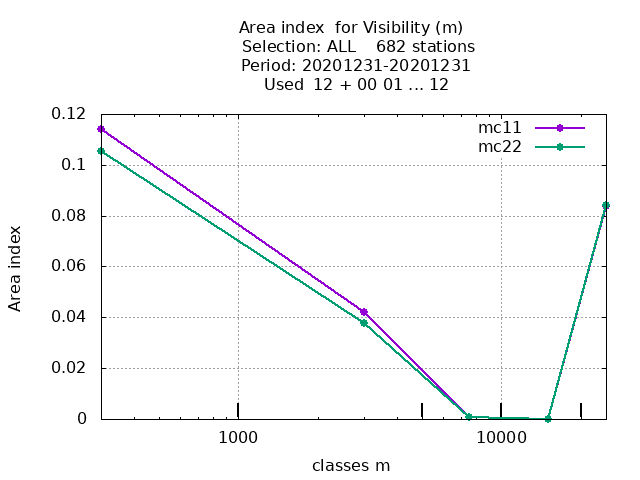 Area index  for Visibility (m)
Selection: ALL    682 stations
Period: 20201231-20201231
Used  12 + 00 01 ... 12
mc11
mc22
0.12
0.1
0.08
0.06
0.04
0.02
0
Area index
1000
10000
classes m